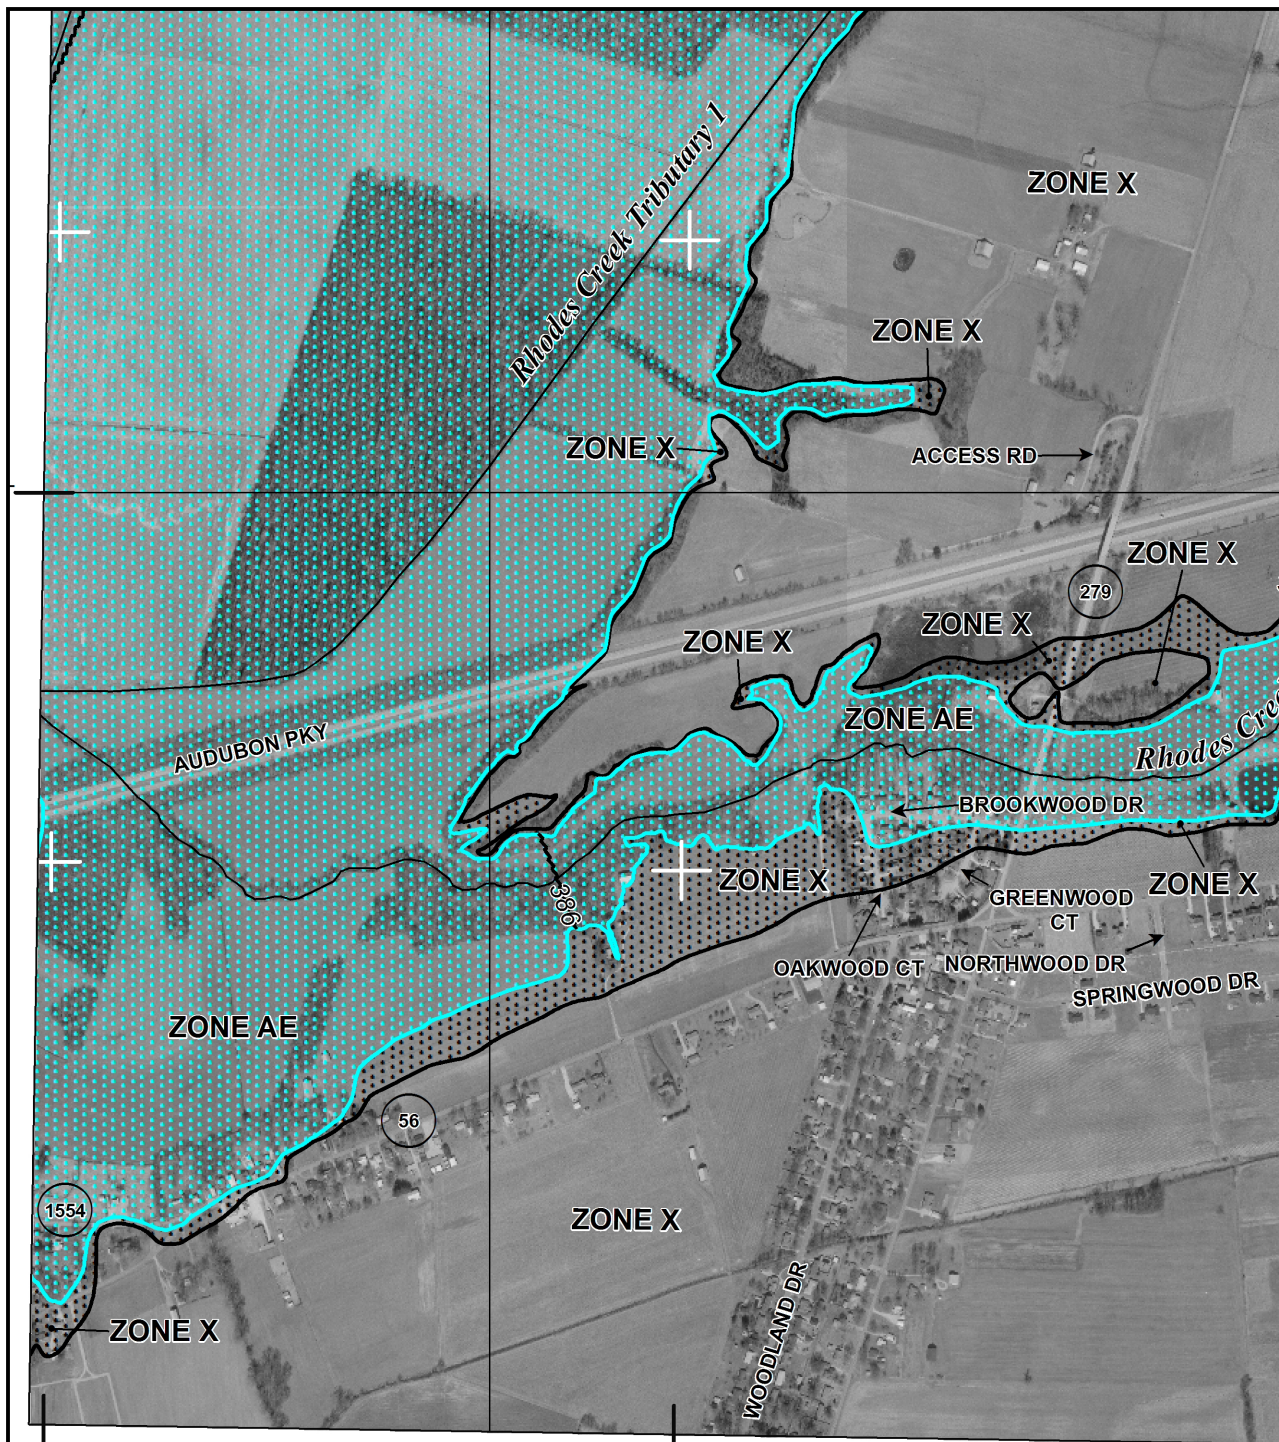 Rhodes Creek Tributary 1
ZONE X
ZONE X
ZONE X
ACCESS RD
ZONE X
279
ZONE X
ZONE X
ZONE AE
AUDUBON PKY
Rhodes Cree
BROOKWOOD DR
ZONE X
ZONE X
386
GREENWOOD
CT
OAKWOOD CT
NORTHWOOD DR
SPRINGWOOD DR
ZONE AE
56
1554
ZONE X
ZONE X
WOODLAND DR